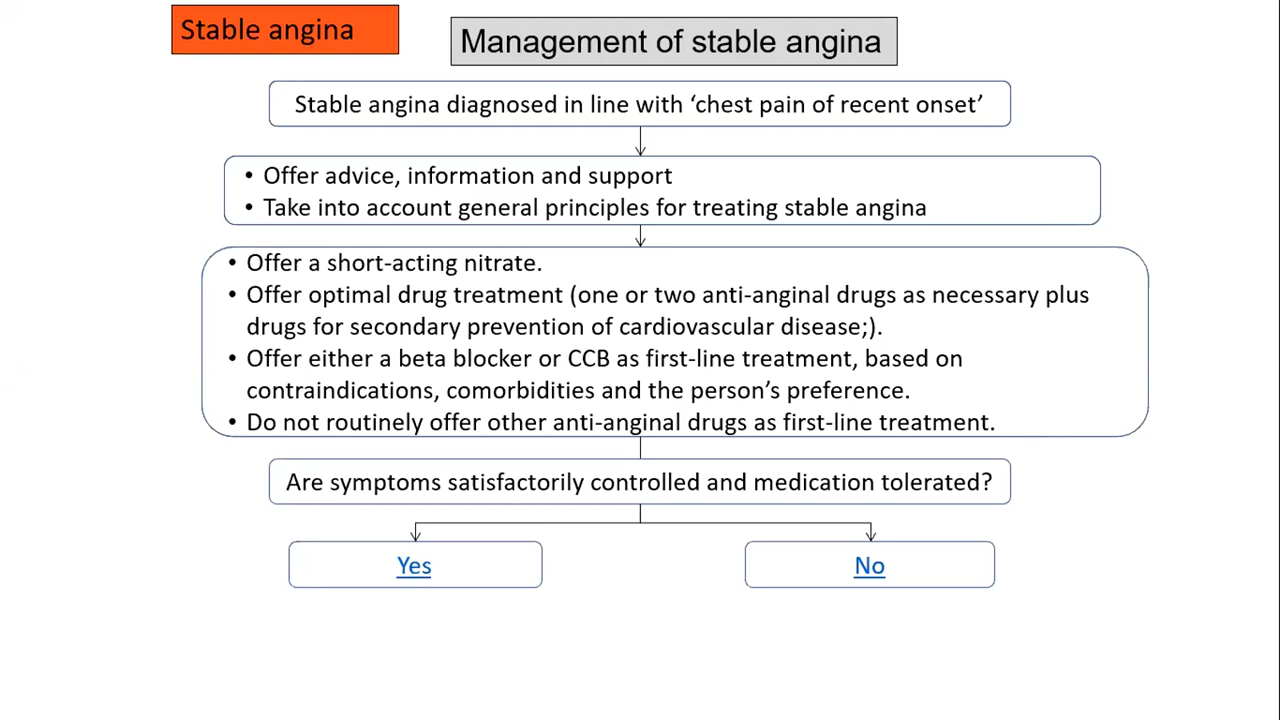 Stable angina
Management of stable angina
Stable angina diagnosed in line with ‘chest pain of recent onset’
• Offer advice, information and support
• Take into account general principles for treating stable angina
• Offer a short-acting nitrate.
• Offer optimal drug treatment (one or two anti-anginal drugs as necessary plus
drugs for secondary prevention of cardiovascular disease;).
• Offer either a beta blocker or CCB as first-line treatment, based on
contraindications, comorbidities and the person’s preference.
• Do not routinely offer other anti-anginal drugs as first-line treatment.
Are symptoms satisfactorily controlled and medication tolerated?
Yes
No